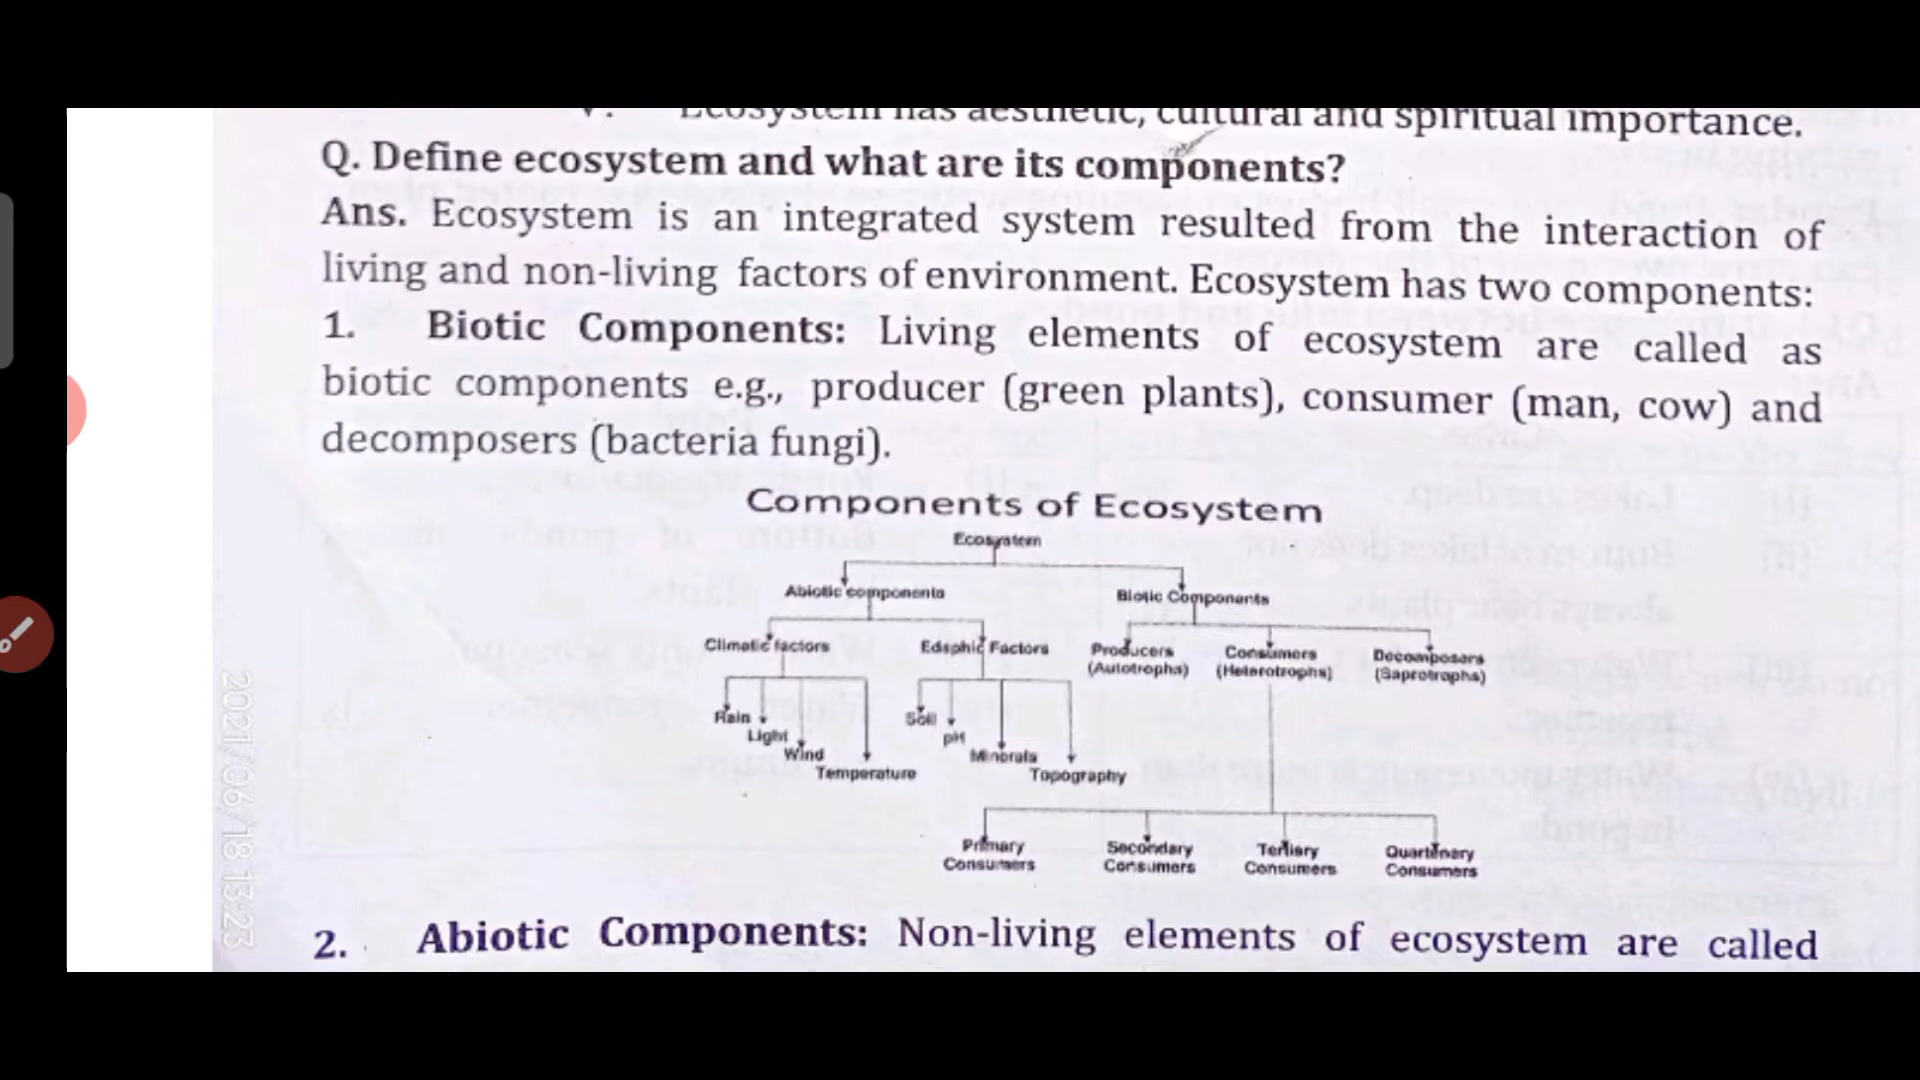 V. Ecosystem has aesthetic, cultural and spiritual importance.
Q. Define ecosystem and what are its components?
Ans. Ecosystem is an integrated system resulted from the interaction of
living and non-living factors of environment. Ecosystem has two components:
1. Biotic Components: Living elements of ecosystem are called as
biotic components e.g., producer (green plants), consumer (man, cow) and
decomposers (bacteria fungi).
Components of Ecosystem
Ecosystem
Abiotic components Biotic Components
Climatic factors Edaphic Factors Producers (Autotrophs) Consumers (Heterotrophs) Decomposers (Saprotrophs)
Rain Soil
Light pH
Wind Minerals
Temperature Topography
Primary Secondary Tertiary Quartenary
Consumers Consumers Consumers Consumers
2. Abiotic Components: Non-living elements of ecosystem are called
2021/06/18 13:23